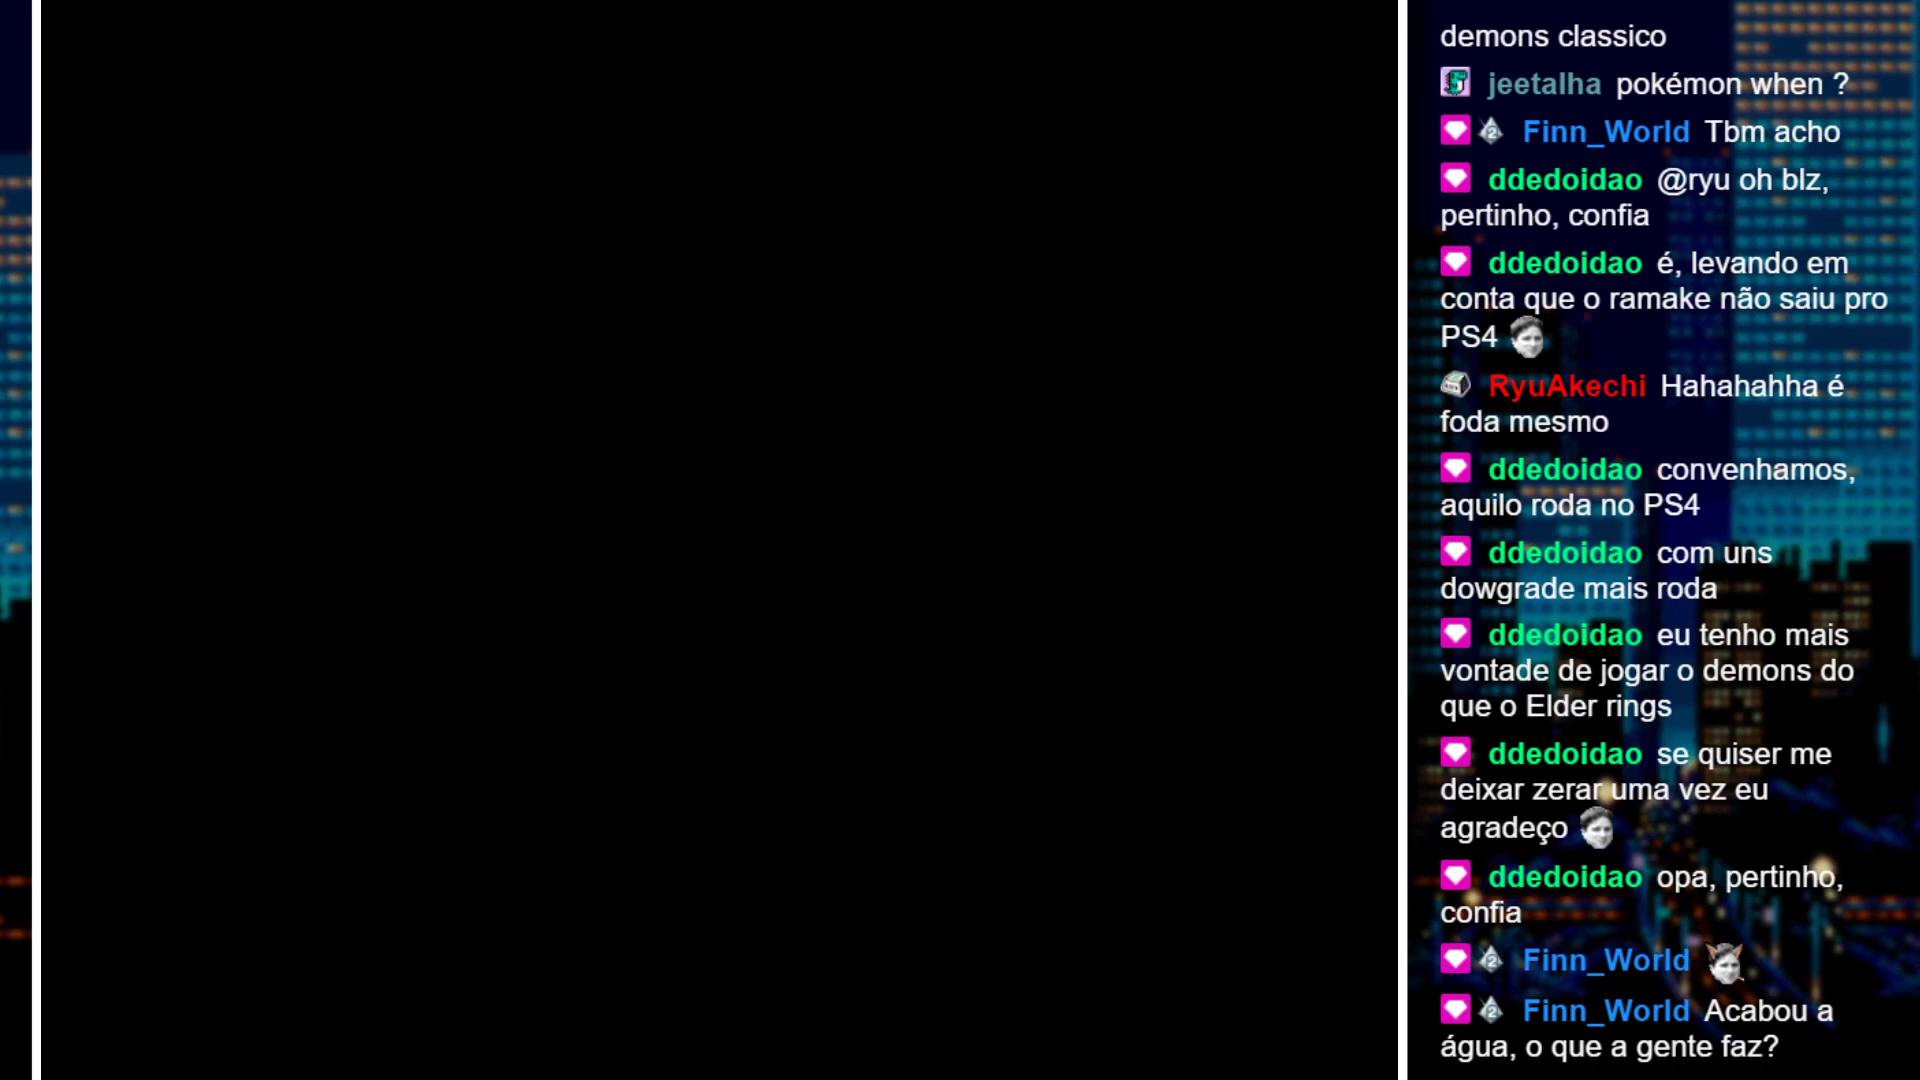 demons classico
jeetalha pokémon when ?
Finn_World Tbm acho
ddedoidao @ryu oh blz,
pertinho, confia
ddedoidao é, levando em
conta que o ramake não saiu pro
PS4
RyuAkechi Hahahahha é
foda mesmo
ddedoidao convenhamos,
aquilo roda no PS4
ddedoidao com uns
dowgrade mais roda
ddedoidao eu tenho mais
vontade de jogar o demons do
que o Elder rings
ddedoidao se quiser me
deixar zerar uma vez eu
agradeço
ddedoidao opa, pertinho,
confia
Finn_World
Finn_World Acabou a
água, o que a gente faz?